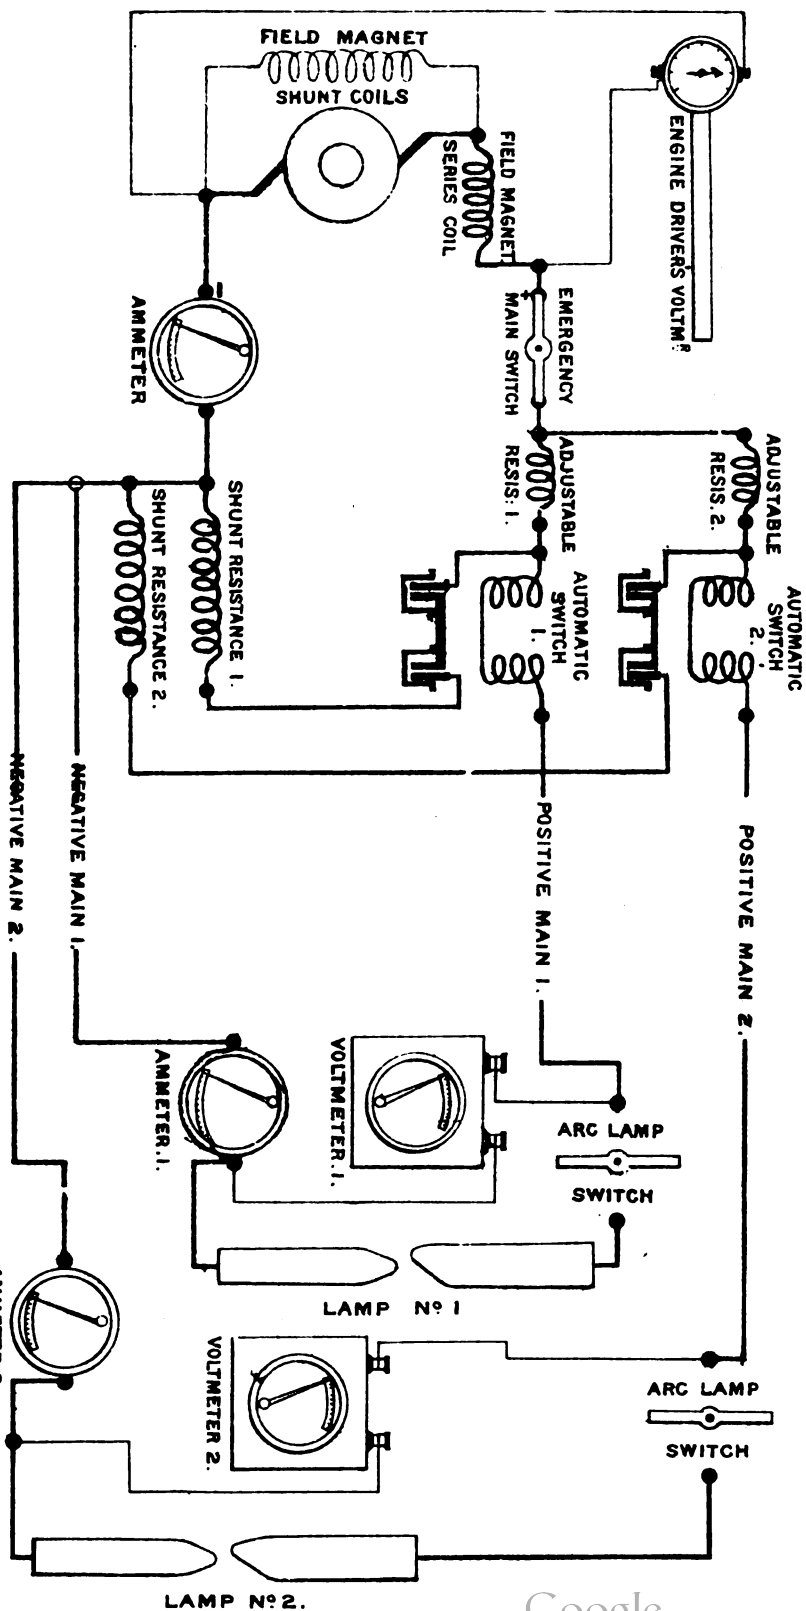 FIELD MAGNET
SHUNT COILS
FIELD MAGNET
SERIES COIL
ENGINE DRIVERS VOLTMR
EMERGENCY
MAIN SWITCH
+
−
AMMETER
ADJUSTABLE
RESIS: 1.
ADJUSTABLE
RESIS. 2.
SHUNT RESISTANCE 1.
SHUNT RESISTANCE 2.
AUTOMATIC
SWITCH
1.
AUTOMATIC
SWITCH
2.
NEGATIVE MAIN 2.
NEGATIVE MAIN 1.
POSITIVE MAIN 1.
POSITIVE MAIN 2.
AMMETER.1.
VOLTMETER.1.
ARC LAMP
SWITCH
LAMP No. 1
VOLTMETER 2.
ARC LAMP
SWITCH
LAMP No. 2.
Google